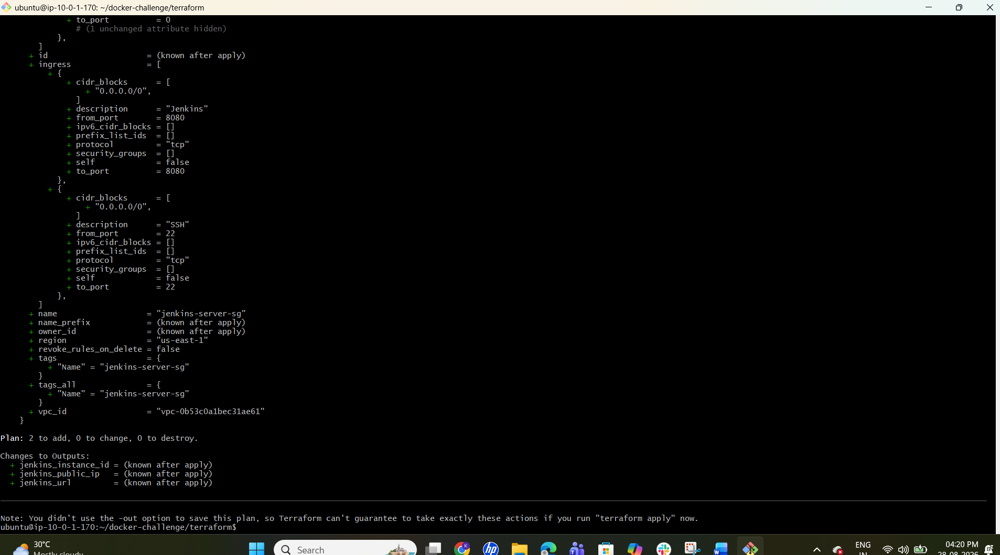 ubuntu@ip-10-0-1-170: ~/docker-challenge/terraform
+ to_port          = 0
# (1 unchanged attribute hidden)
},
]
+ id                     = (known after apply)
+ ingress                = [
+ {
+ cidr_blocks      = [
+ "0.0.0.0/0",
]
+ description      = "Jenkins"
+ from_port        = 8080
+ ipv6_cidr_blocks = []
+ prefix_list_ids  = []
+ protocol         = "tcp"
+ security_groups  = []
+ self             = false
+ to_port          = 8080
},
+ {
+ cidr_blocks      = [
+ "0.0.0.0/0",
]
+ description      = "SSH"
+ from_port        = 22
+ ipv6_cidr_blocks = []
+ prefix_list_ids  = []
+ protocol         = "tcp"
+ security_groups  = []
+ self             = false
+ to_port          = 22
},
]
+ name                   = "jenkins-server-sg"
+ name_prefix            = (known after apply)
+ owner_id               = (known after apply)
+ region                 = "us-east-1"
+ revoke_rules_on_delete = false
+ tags                   = {
+ "Name" = "jenkins-server-sg"
}
+ tags_all               = {
+ "Name" = "jenkins-server-sg"
}
+ vpc_id                 = "vpc-0b53c0a1bec31ae61"
}
Plan: 2 to add, 0 to change, 0 to destroy.
Changes to Outputs:
+ jenkins_instance_id = (known after apply)
+ jenkins_public_ip   = (known after apply)
+ jenkins_url         = (known after apply)
Note: You didn't use the -out option to save this plan, so Terraform can't guarantee to take exactly these actions if you run "terraform apply" now.
ubuntu@ip-10-0-1-170:~/docker-challenge/terraform$
30°C
Mostly cloudy
Search
K
hp
ENG
IN
04:20 PM
28-08-2026